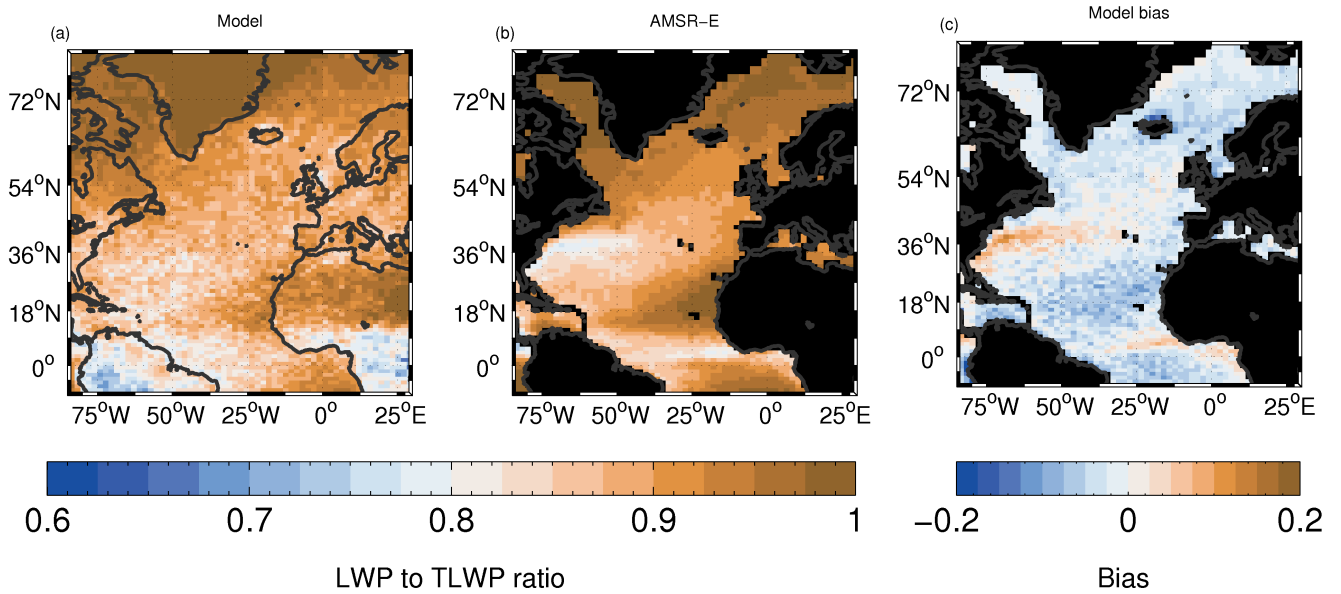 (a) Model
(b) AMSR−E
(c) Model bias
72°N
54°N
36°N
18°N
0°
75°W 50°W 25°W 0° 25°E
72°N
54°N
36°N
18°N
0°
75°W 50°W 25°W 0° 25°E
72°N
54°N
36°N
18°N
0°
75°W 50°W 25°W 0° 25°E
0.6 0.7 0.8 0.9 1
LWP to TLWP ratio
−0.2 0 0.2
Bias